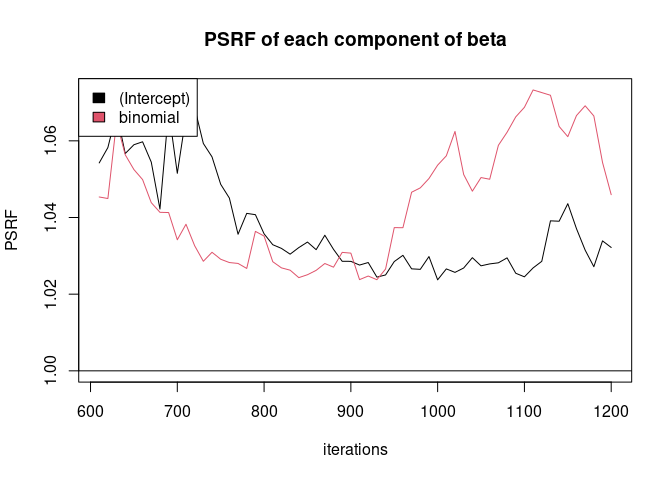 PSRF of each component of beta
(Intercept)
binomial
PSRF
1.06
1.04
1.02
1.00
600 700 800 900 1000 1100 1200
iterations